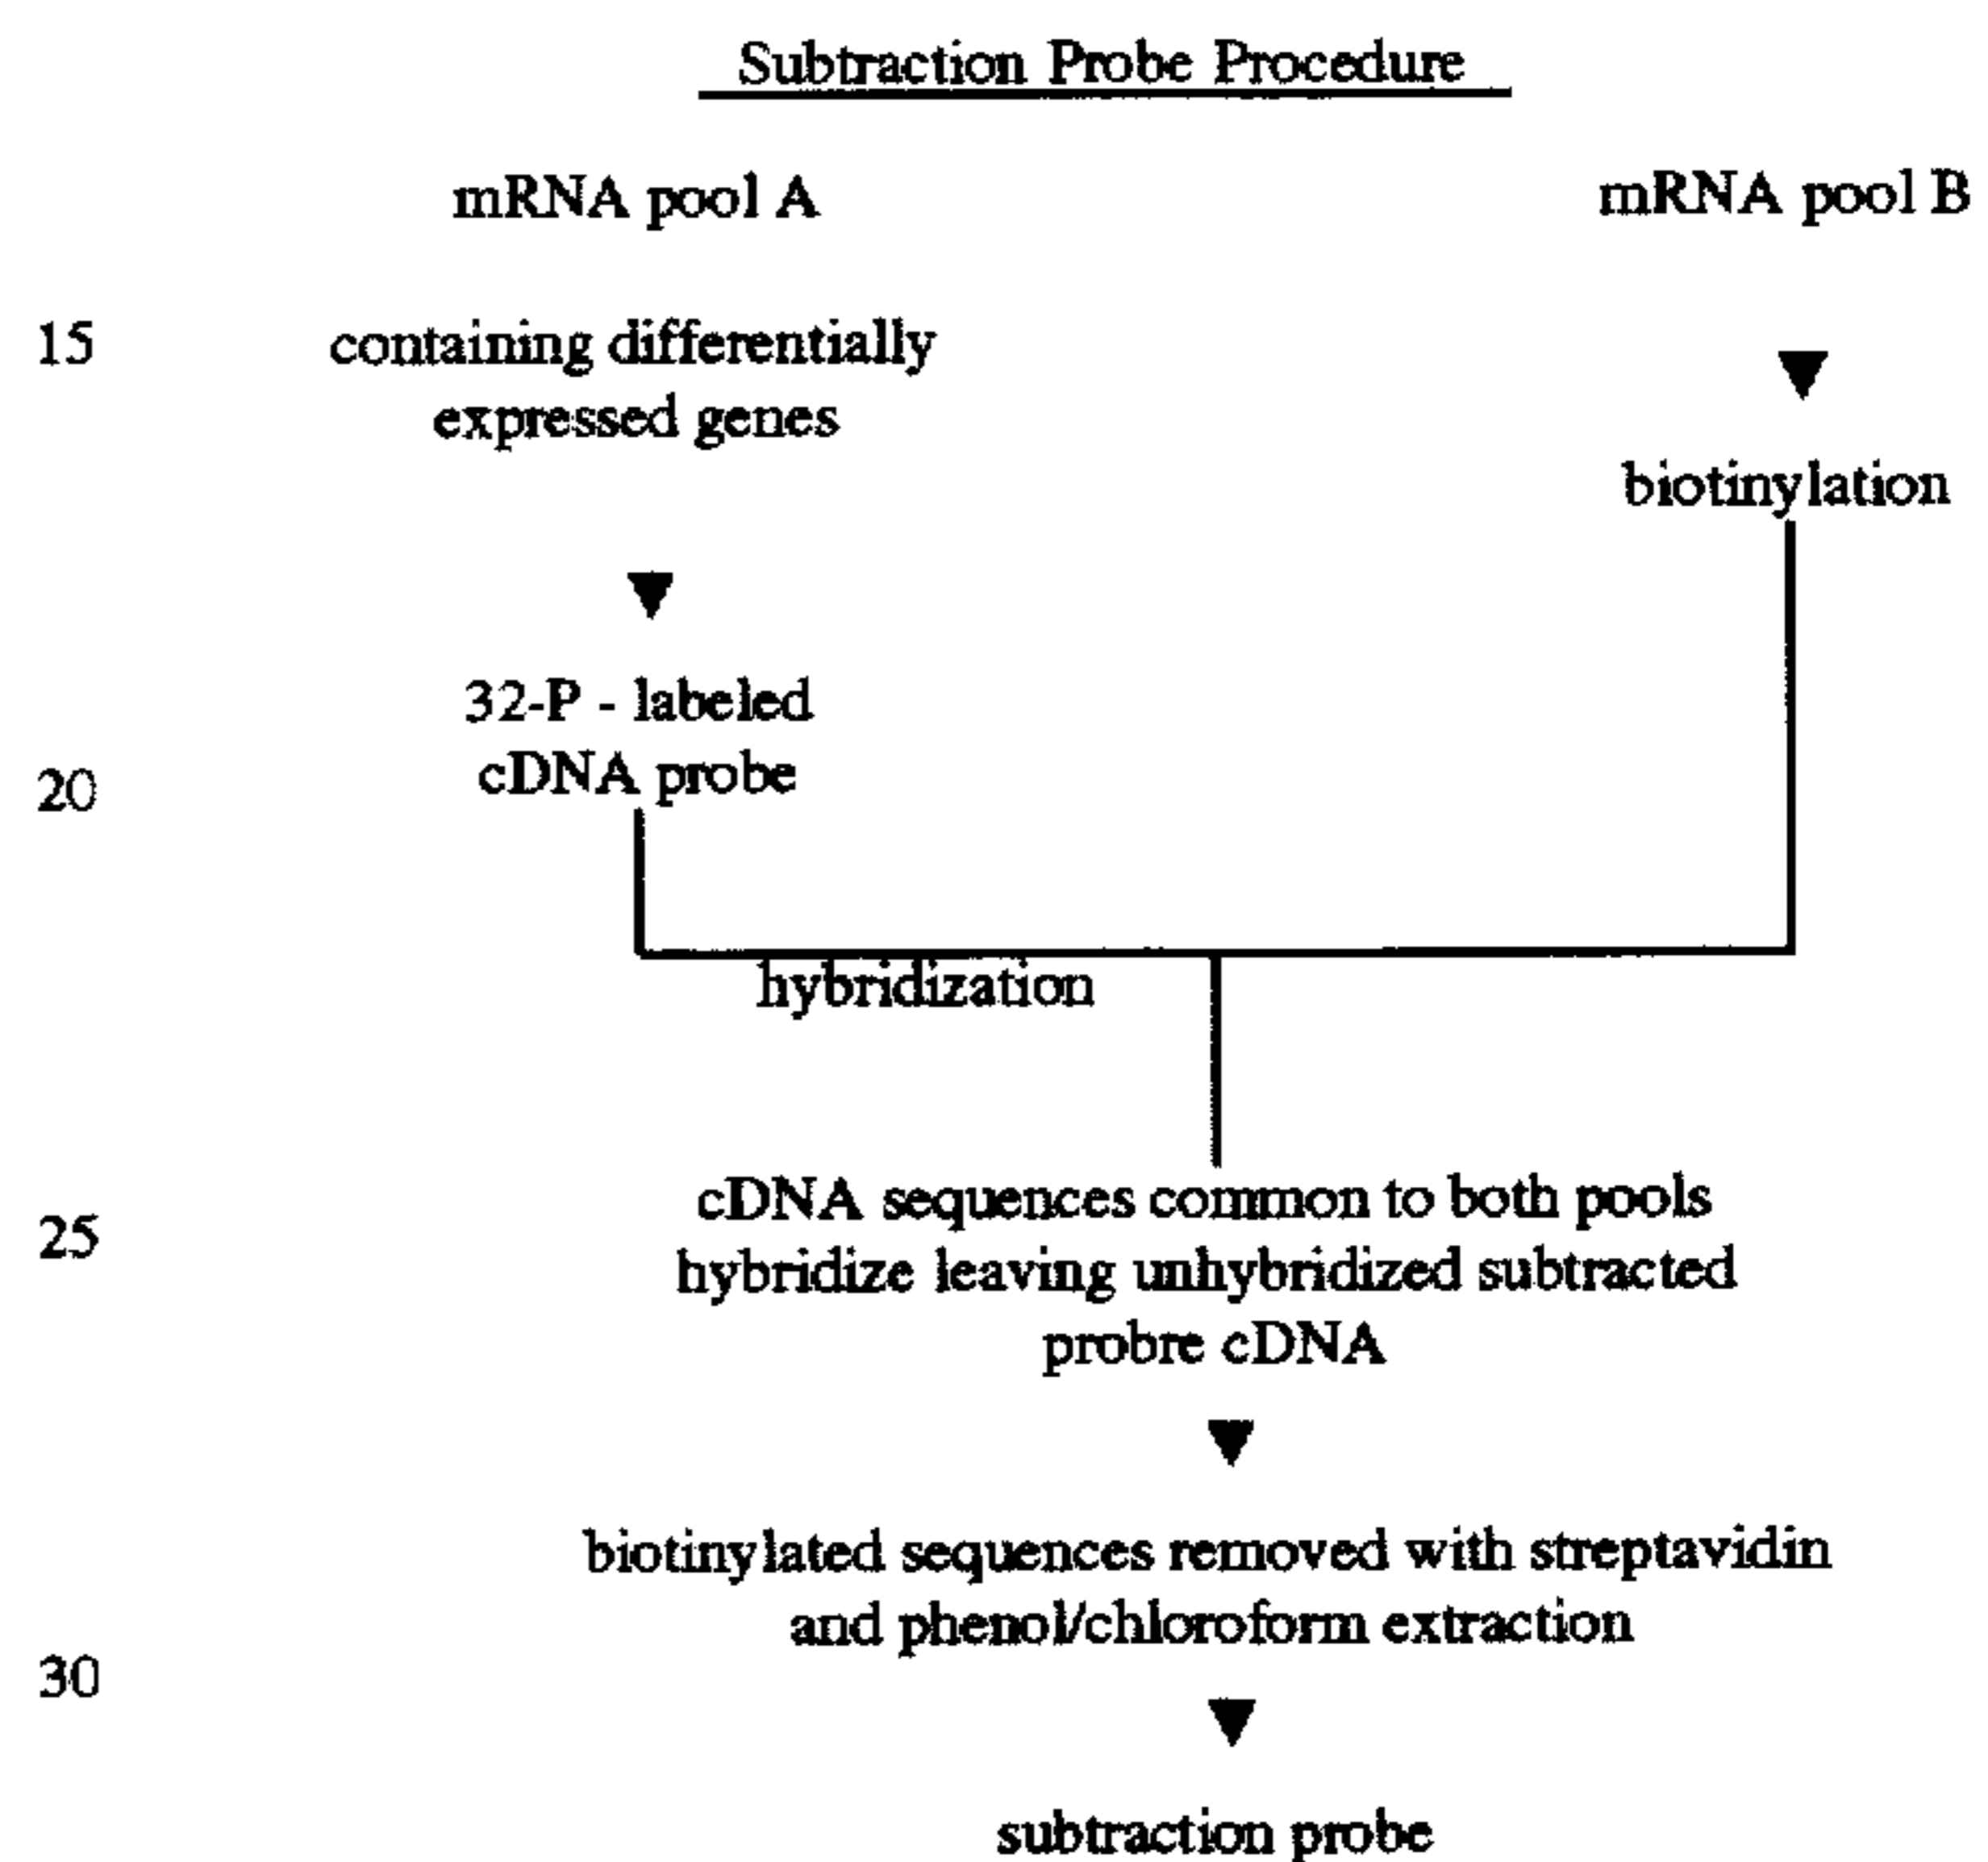 Subtraction Probe Procedure
mRNA pool A
mRNA pool B
15
containing differentially
expressed genes
biotinylation
32-P - labeled
cDNA probe
20
hybridization
cDNA sequences common to both pools
25
hybridize leaving unhybridized subtracted
probre cDNA
biotinylated sequences removed with streptavidin
and phenol/chloroform extraction
30
subtraction probe